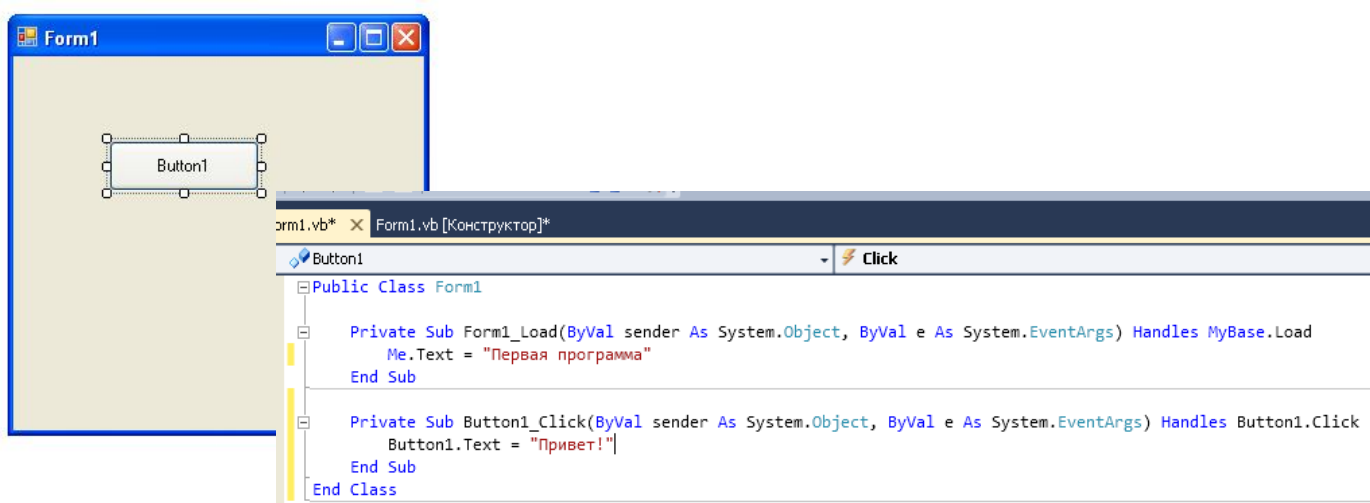 Form1
Button1
orm1.vb* Form1.vb [Конструктор]*
Button1 Click
Public Class Form1
Private Sub Form1_Load(ByVal sender As System.Object, ByVal e As System.EventArgs) Handles MyBase.Load
Me.Text = "Первая программа"
End Sub
Private Sub Button1_Click(ByVal sender As System.Object, ByVal e As System.EventArgs) Handles Button1.Click
Button1.Text = "Привет!"
End Sub
End Class